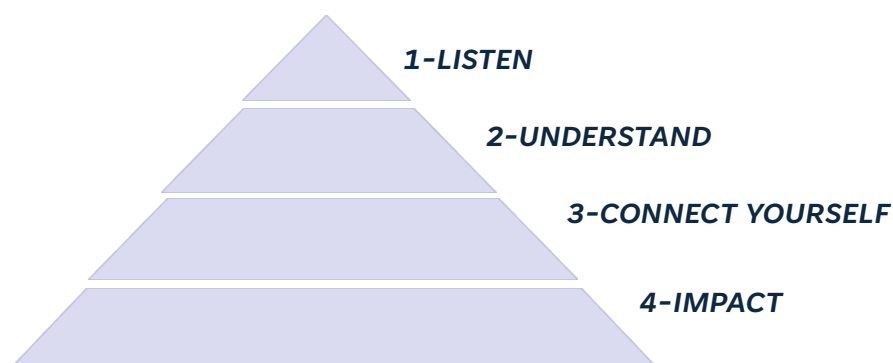 1-LISTEN
2-UNDERSTAND
3-CONNECT YOURSELF
4-IMPACT